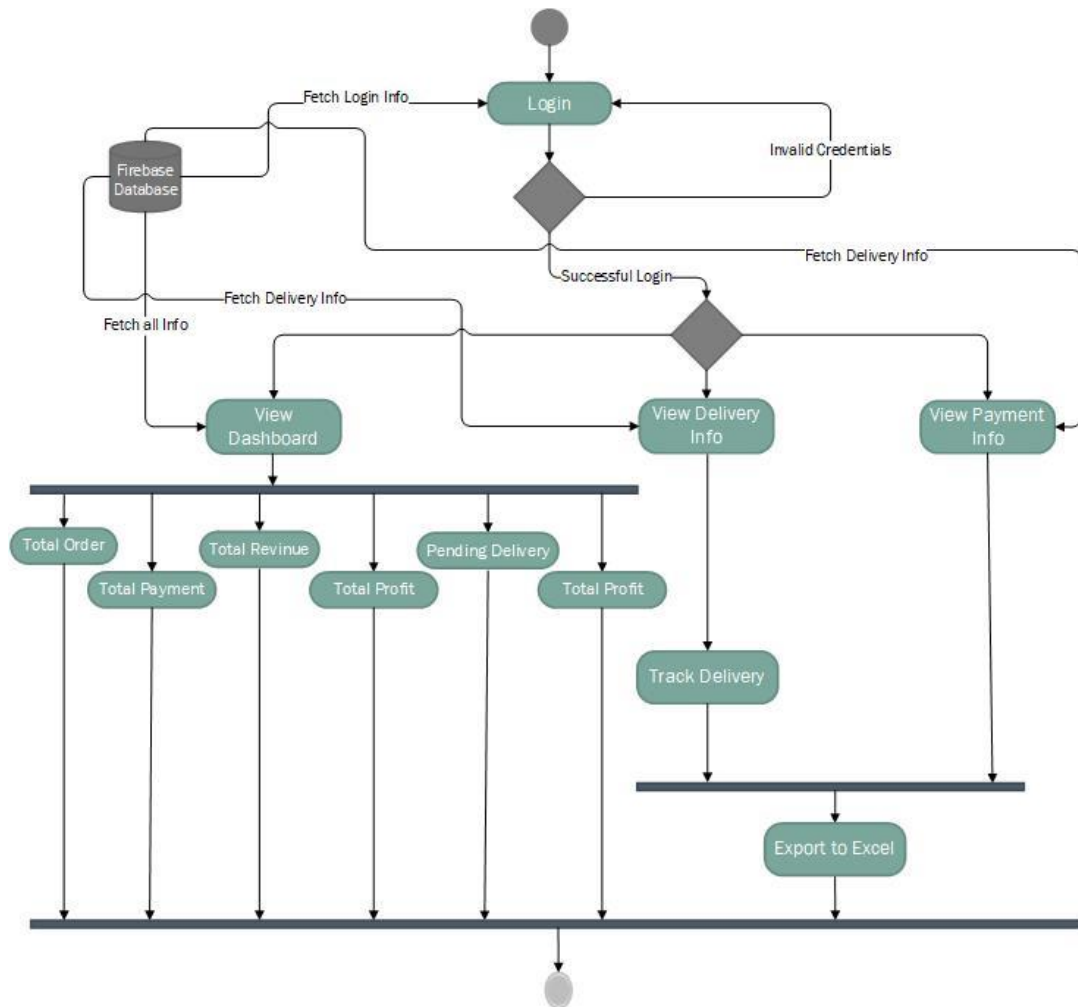 Fetch Login Info
Login
Invalid Credentials
Firebase
Database
Fetch Delivery Info
Successful Login
Fetch Delivery Info
Fetch all Info
View
Dashboard
View Delivery
Info
View Payment
Info
Total Order
Total Revinue
Pending Delivery
Total Payment
Total Profit
Total Profit
Track Delivery
Export to Excel